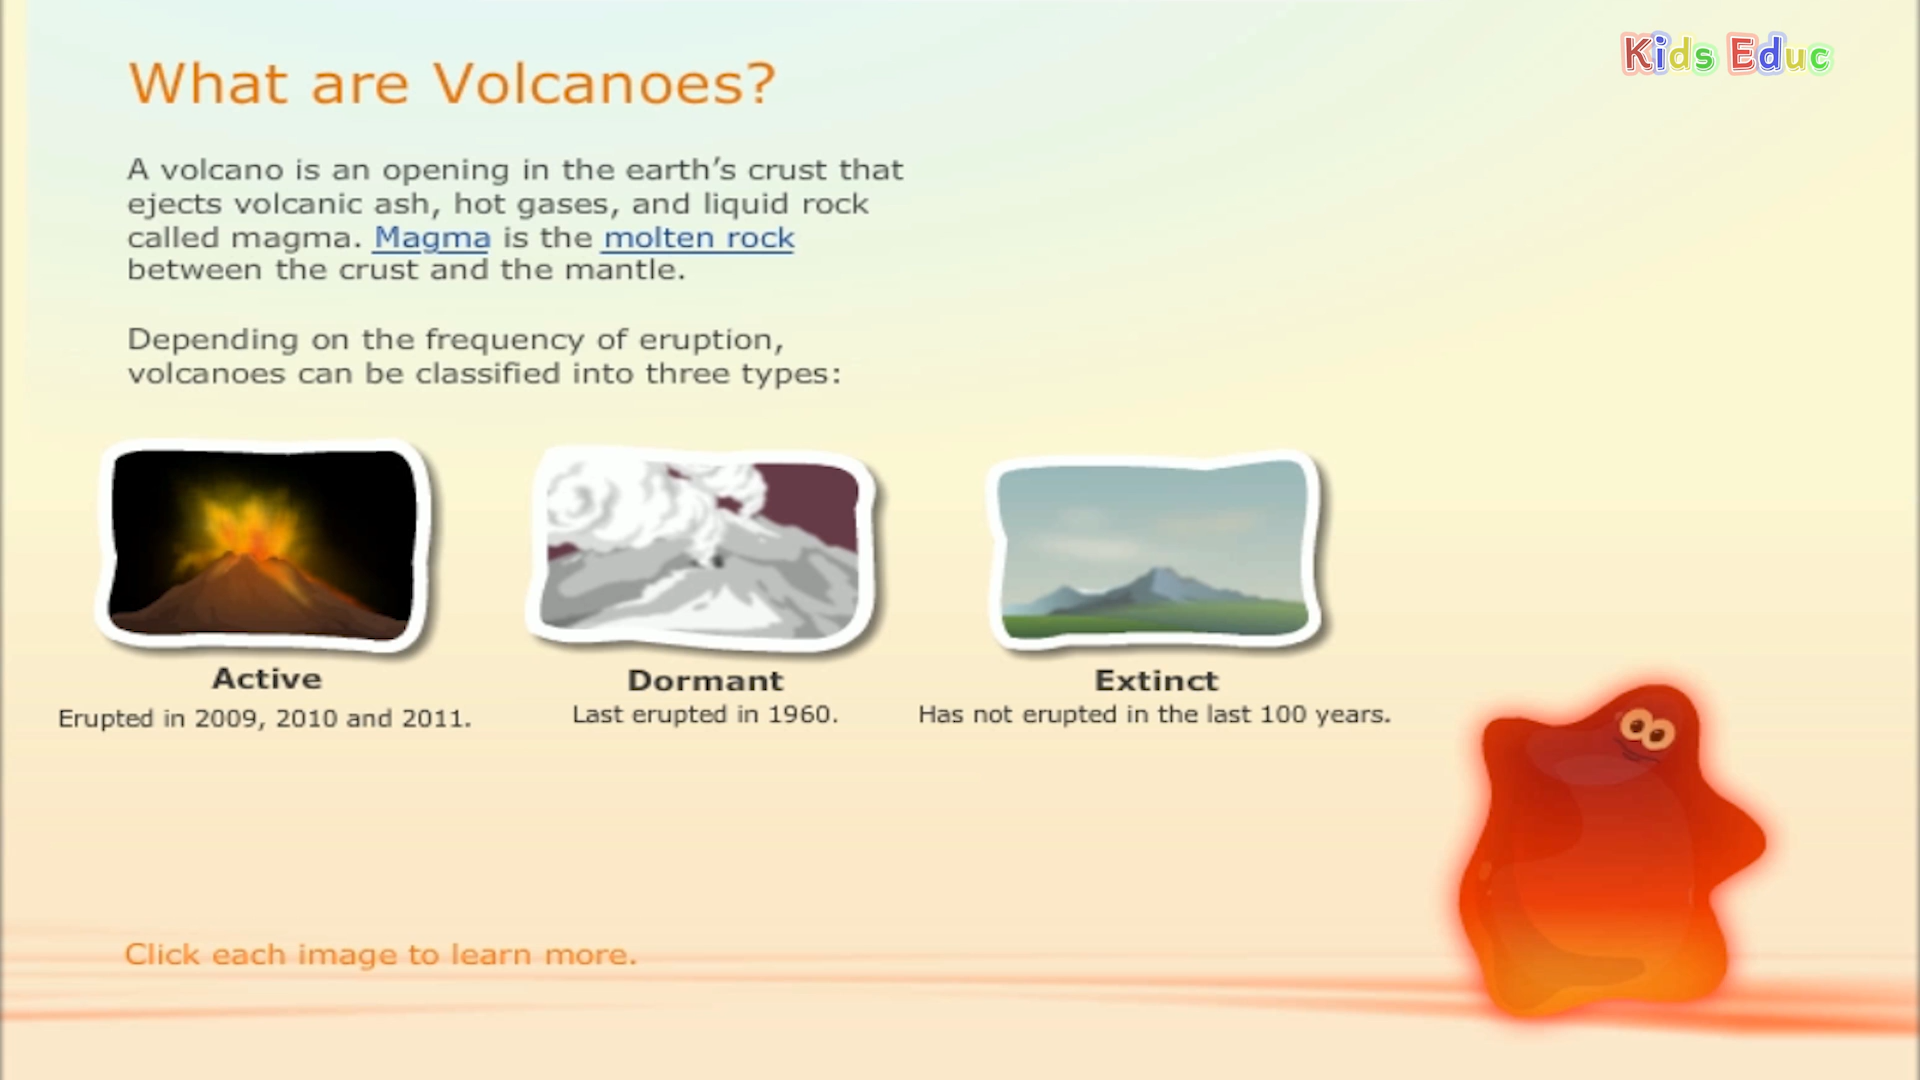 Kids Educ
What are Volcanoes?
A volcano is an opening in the earth’s crust that
ejects volcanic ash, hot gases, and liquid rock
called magma. Magma is the molten rock
between the crust and the mantle.
Depending on the frequency of eruption,
volcanoes can be classified into three types:
Active
Erupted in 2009, 2010 and 2011.
Dormant
Last erupted in 1960.
Extinct
Has not erupted in the last 100 years.
Click each image to learn more.